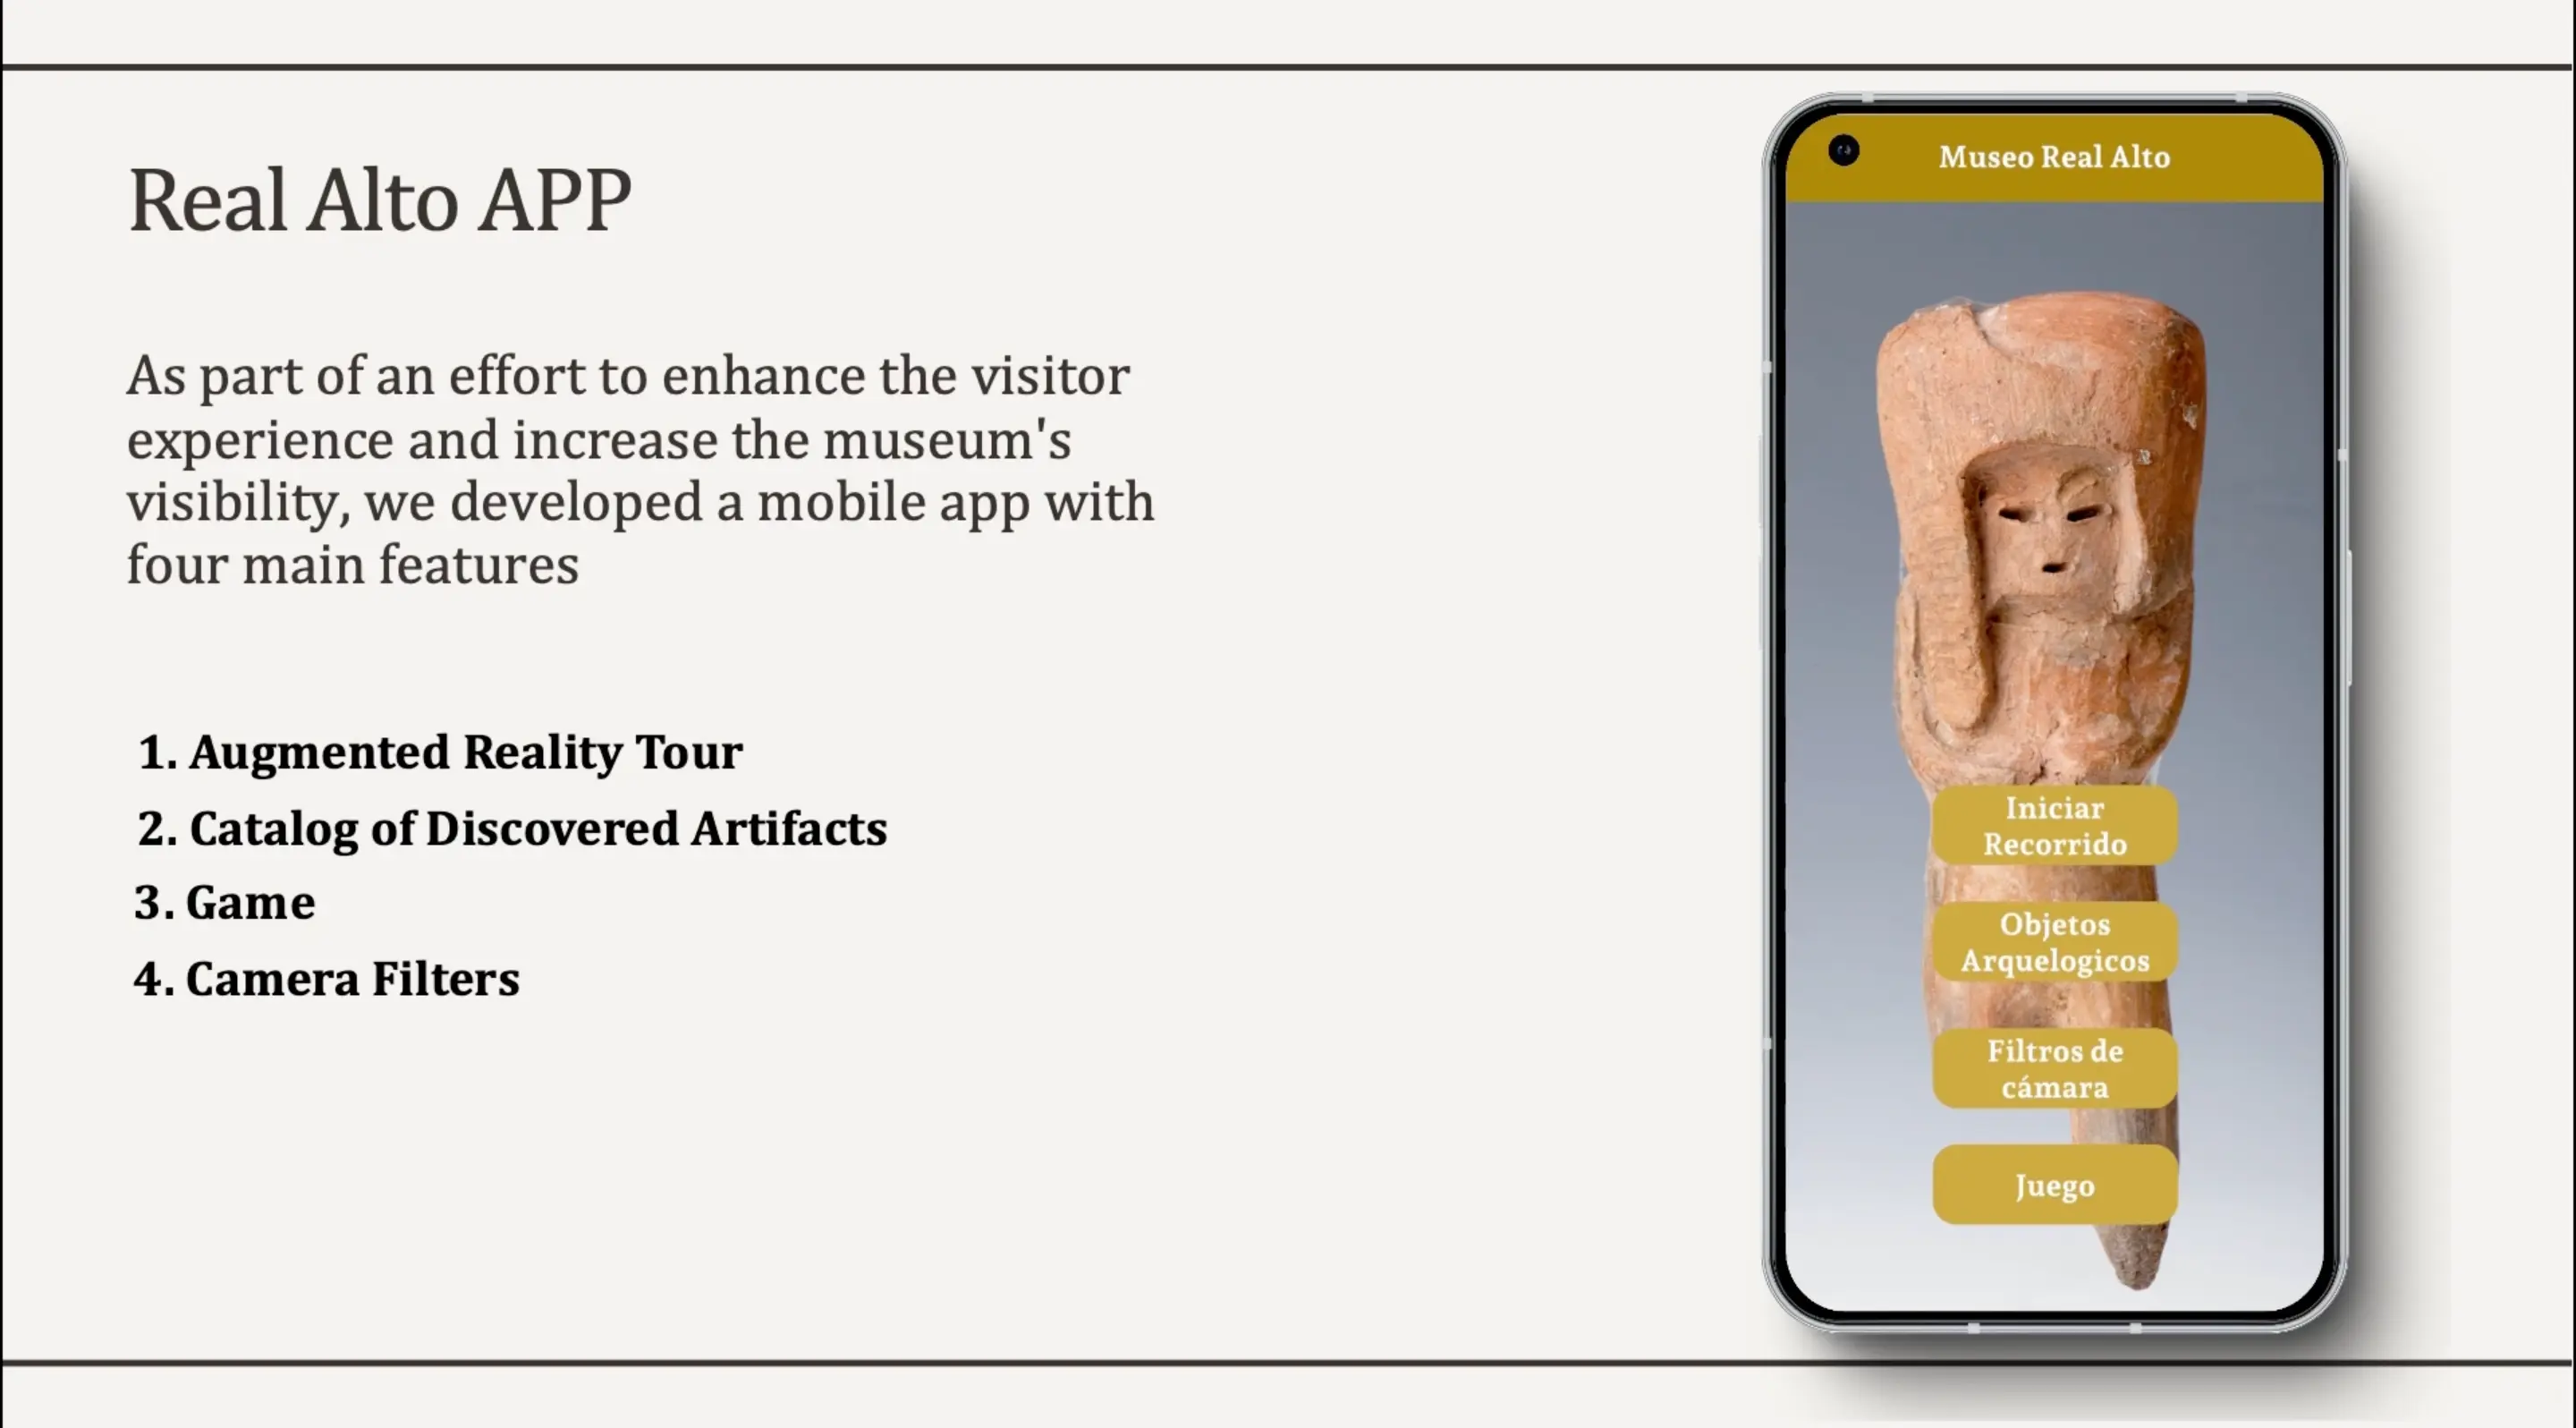 Real Alto APP
As part of an effort to enhance the visitor
experience and increase the museum's
visibility, we developed a mobile app with
four main features
1. Augmented Reality Tour
2. Catalog of Discovered Artifacts
3. Game
4. Camera Filters
Museo Real Alto
Iniciar
Recorrido
Objetos
Arquelogicos
Filtros de
cámara
Juego